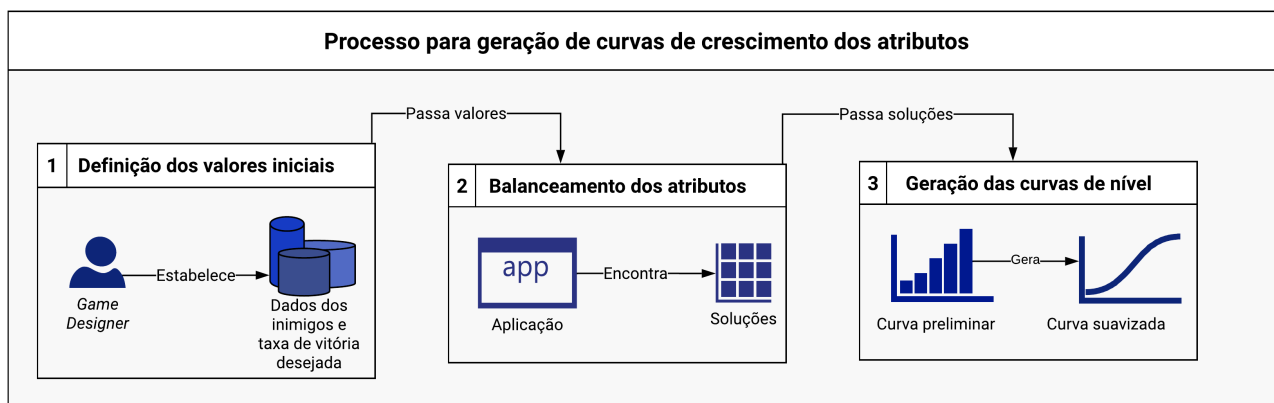 Processo para geração de curvas de crescimento dos atributos
Passa valores
Passa soluções
1 Definição dos valores iniciais
Estabelece
Game
Designer
Dados dos
inimigos e
taxa de vitória
desejada
2 Balanceamento dos atributos
app
Encontra
Aplicação
Soluções
3 Geração das curvas de nível
Gera
Curva preliminar
Curva suavizada